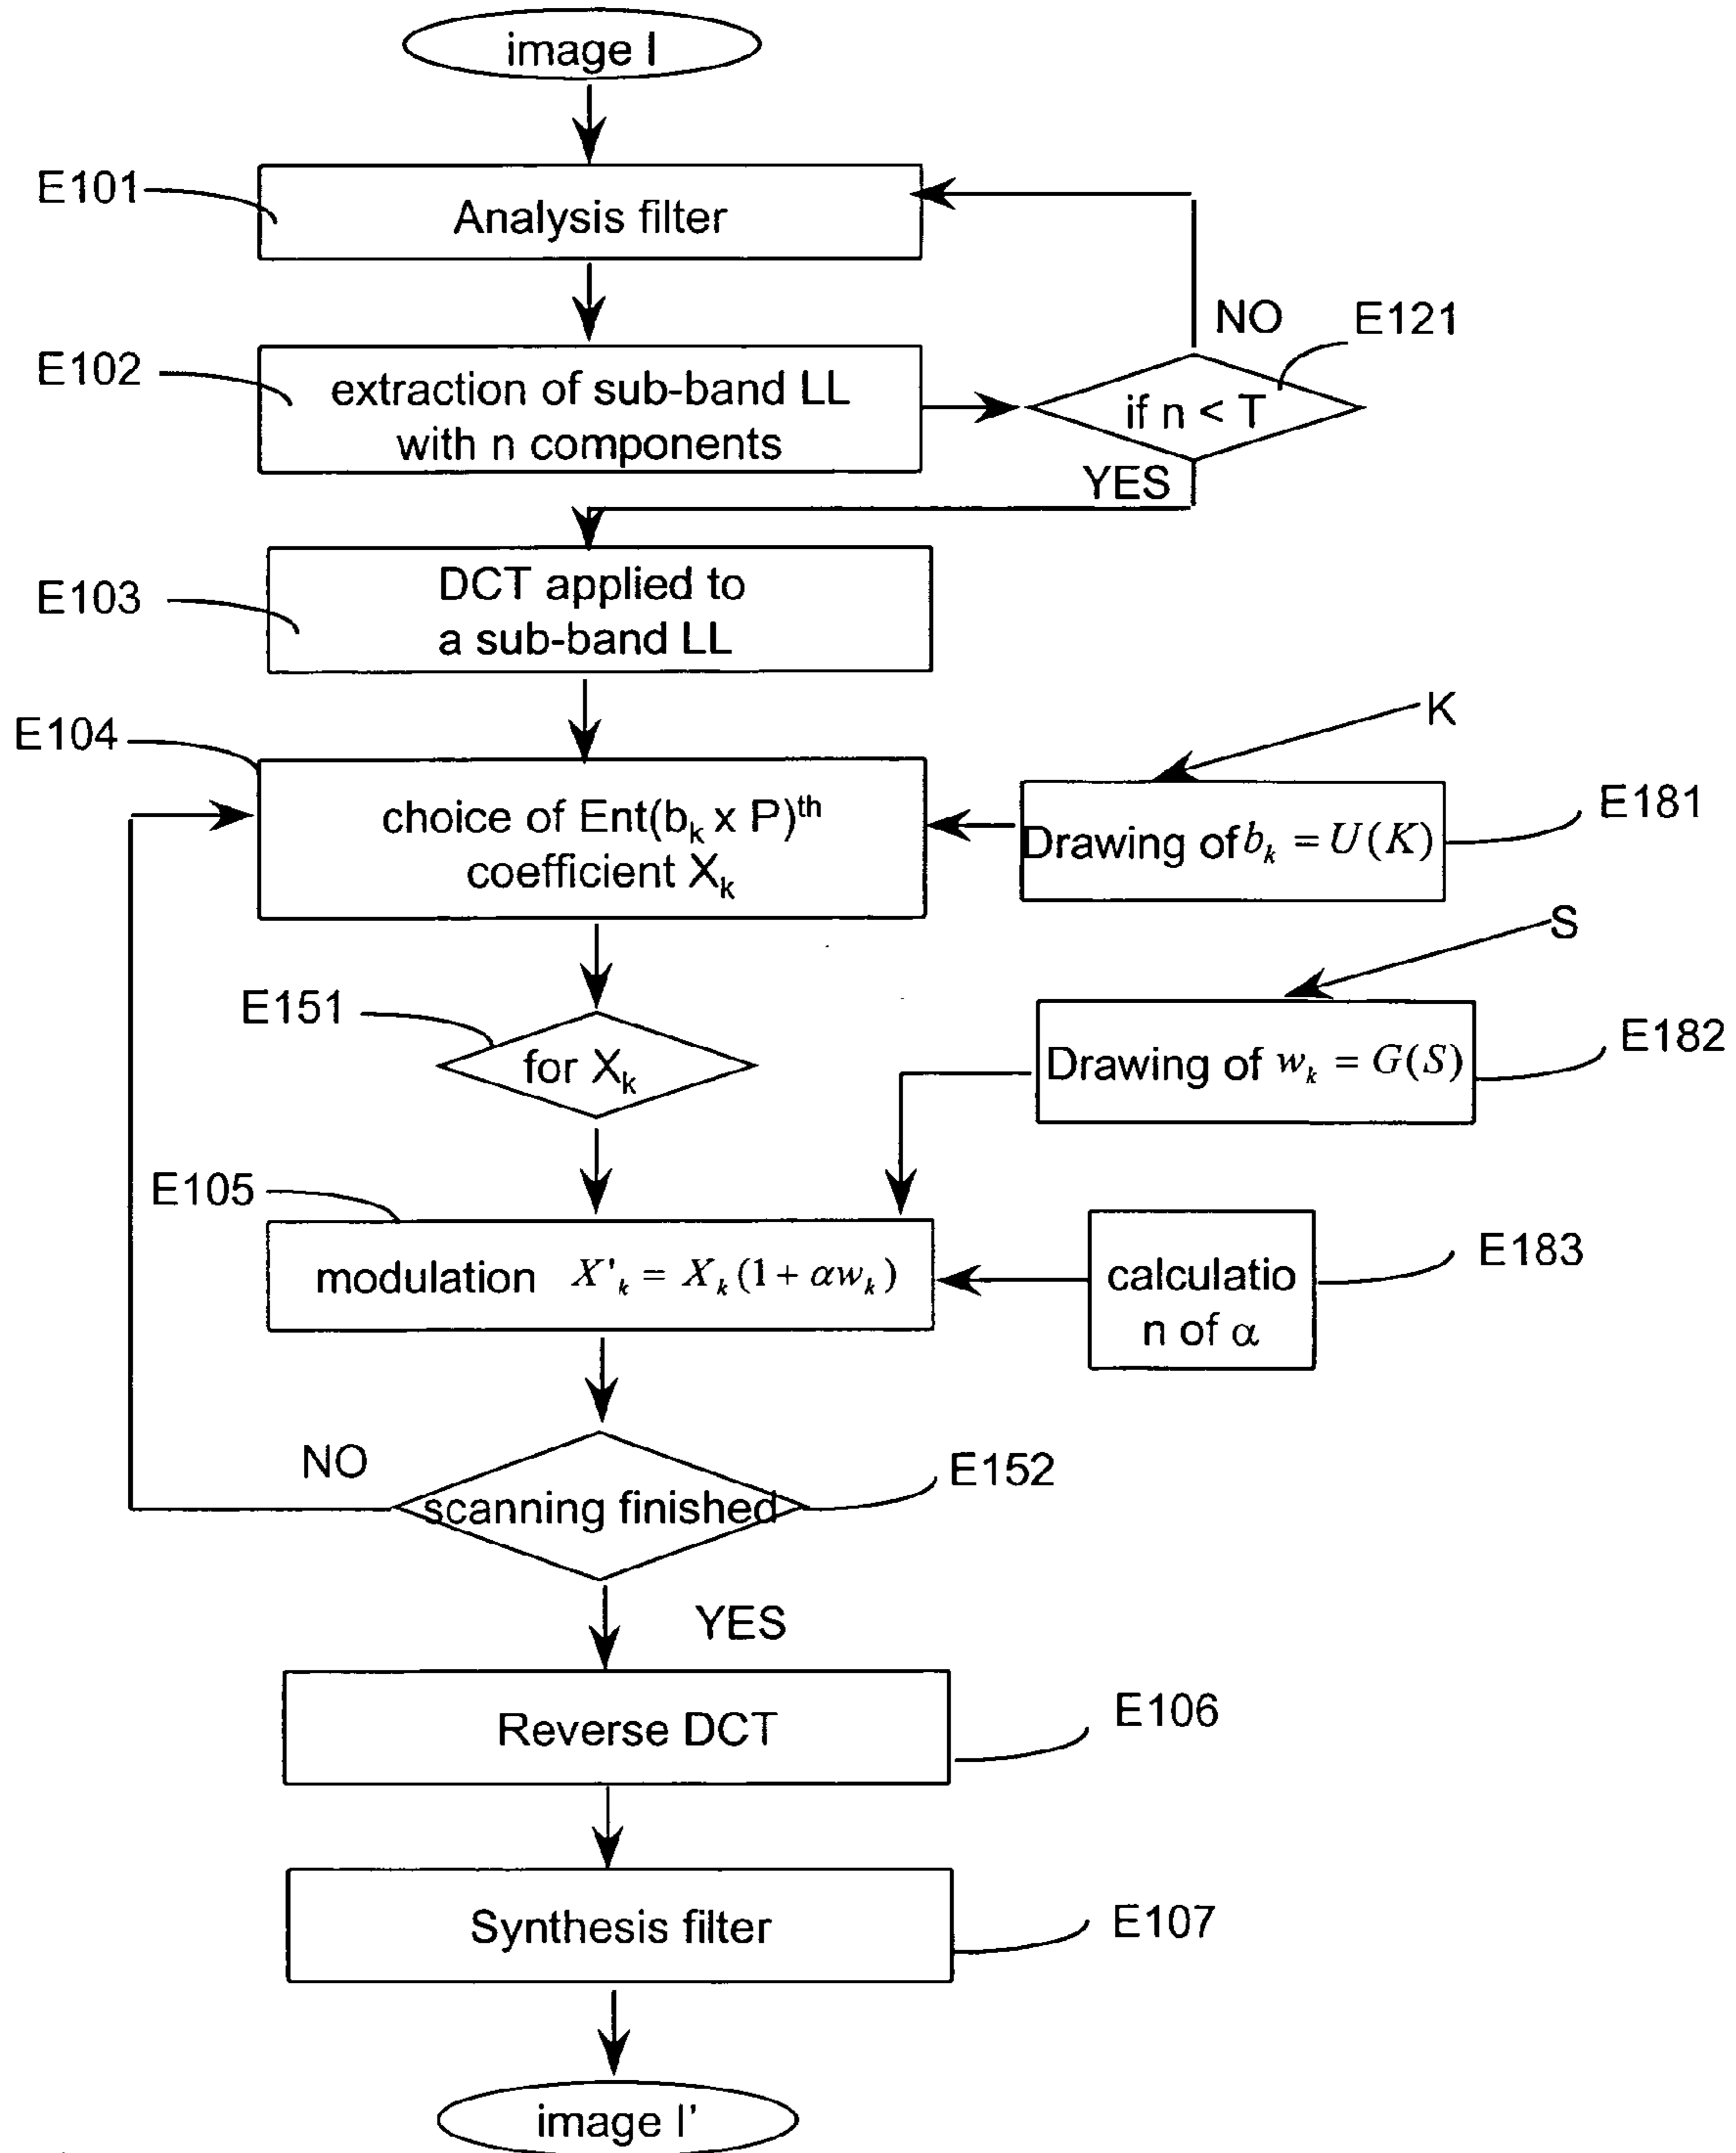 image I
E101
Analysis filter
NO
E121
E102
extraction of sub-band LL
with n components
if n < T
YES
E103
DCT applied to
a sub-band LL
K
E104
choice of Ent(bₖ x P)ᵗʰ
coefficient Xₖ
Drawing of bₖ = U(K)
E181
S
E151
for Xₖ
Drawing of wₖ = G(S)
E182
E105
modulation X'ₖ = Xₖ(1 + αwₖ)
calculatio
n of α
E183
NO
scanning finished
E152
YES
Reverse DCT
E106
Synthesis filter
E107
image I'